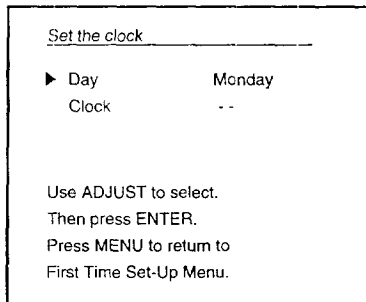 Set the clock
▶ Day Monday
Clock - -
Use ADJUST to select.
Then press ENTER.
Press MENU to return to
First Time Set-Up Menu.